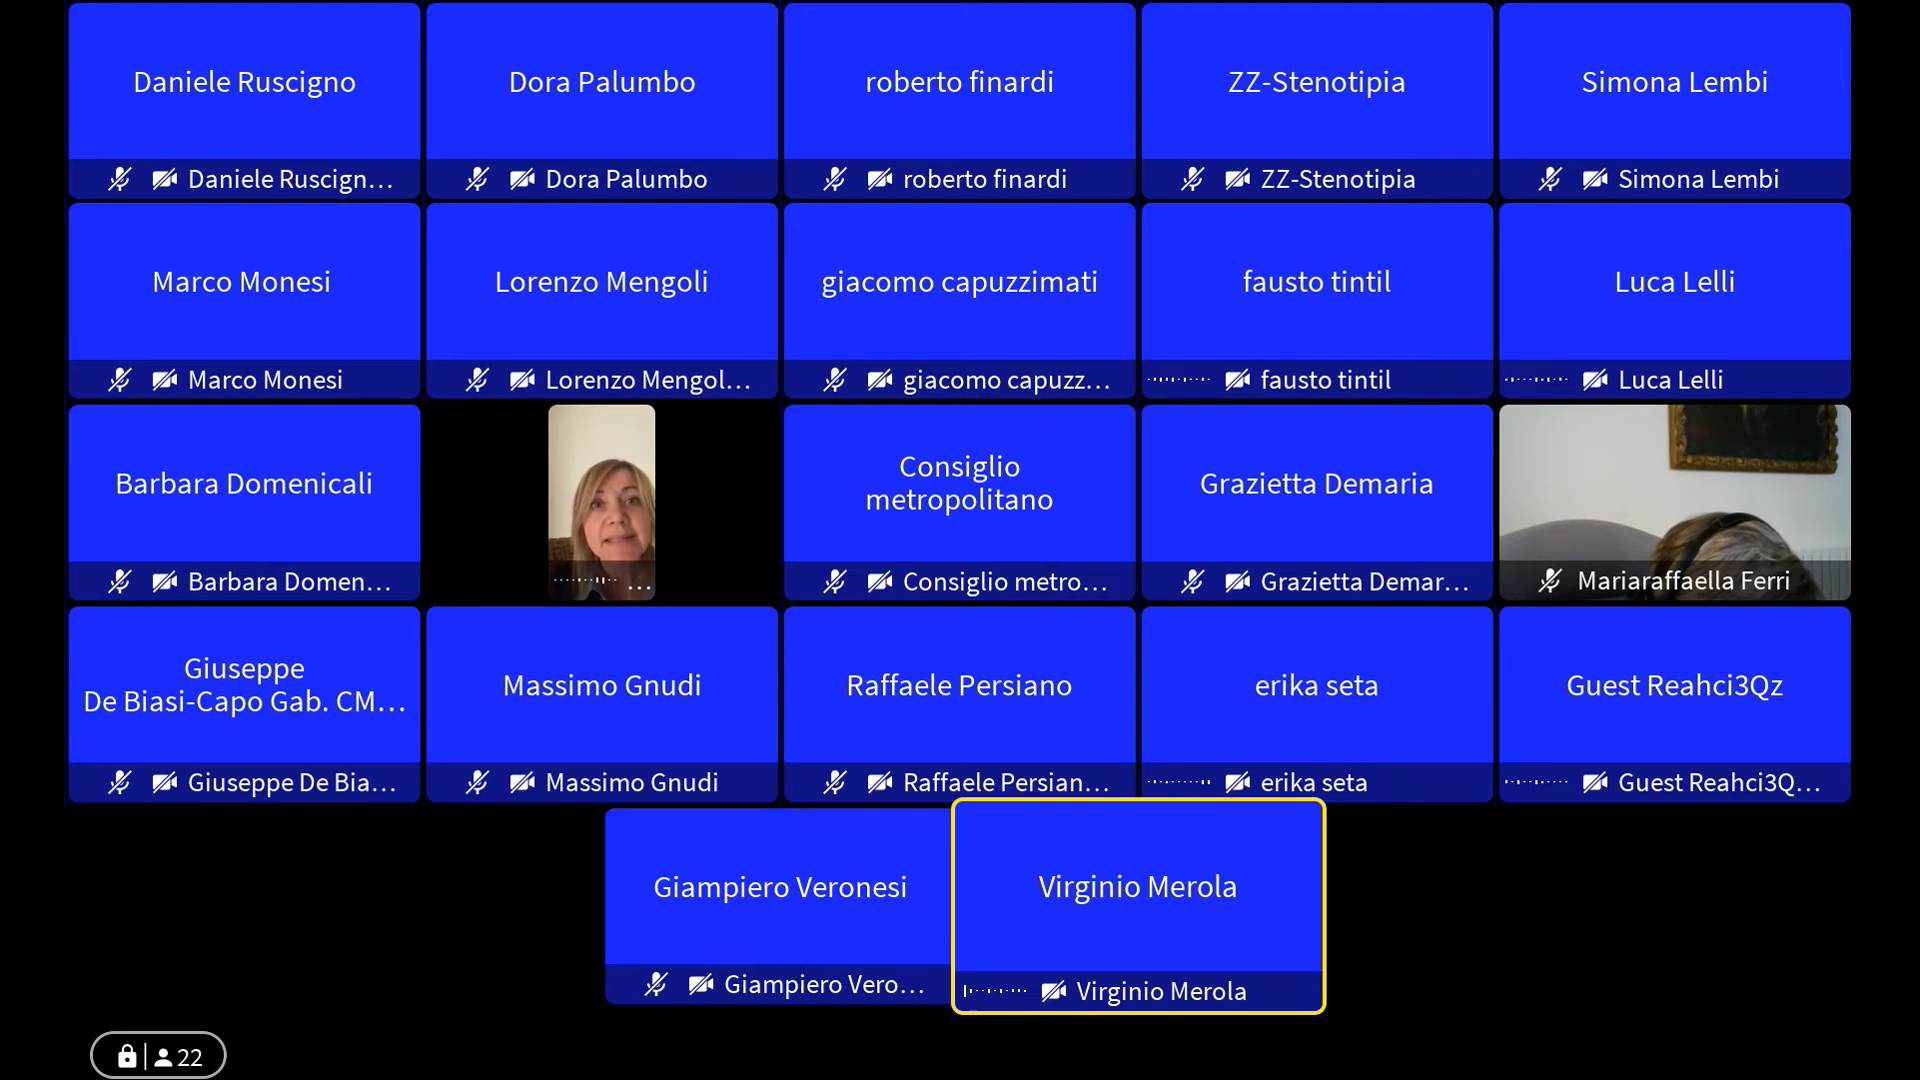 Daniele Ruscigno
Daniele Ruscign...
Dora Palumbo
Dora Palumbo
roberto finardi
roberto finardi
ZZ-Stenotipia
ZZ-Stenotipia
Simona Lembi
Simona Lembi
Marco Monesi
Marco Monesi
Lorenzo Mengoli
Lorenzo Mengol...
giacomo capuzzimati
giacomo capuzz...
fausto tintil
fausto tintil
Luca Lelli
Luca Lelli
Barbara Domenicali
Barbara Domen...
...
Consiglio
metropolitano
Consiglio metro...
Grazietta Demaria
Grazietta Demar...
Mariaraffaella Ferri
Giuseppe
De Biasi-Capo Gab. CM...
Giuseppe De Bia...
Massimo Gnudi
Massimo Gnudi
Raffaele Persiano
Raffaele Persian...
erika seta
erika seta
Guest Reahci3Qz
Guest Reahci3Q...
Giampiero Veronesi
Giampiero Vero...
Virginio Merola
Virginio Merola
22